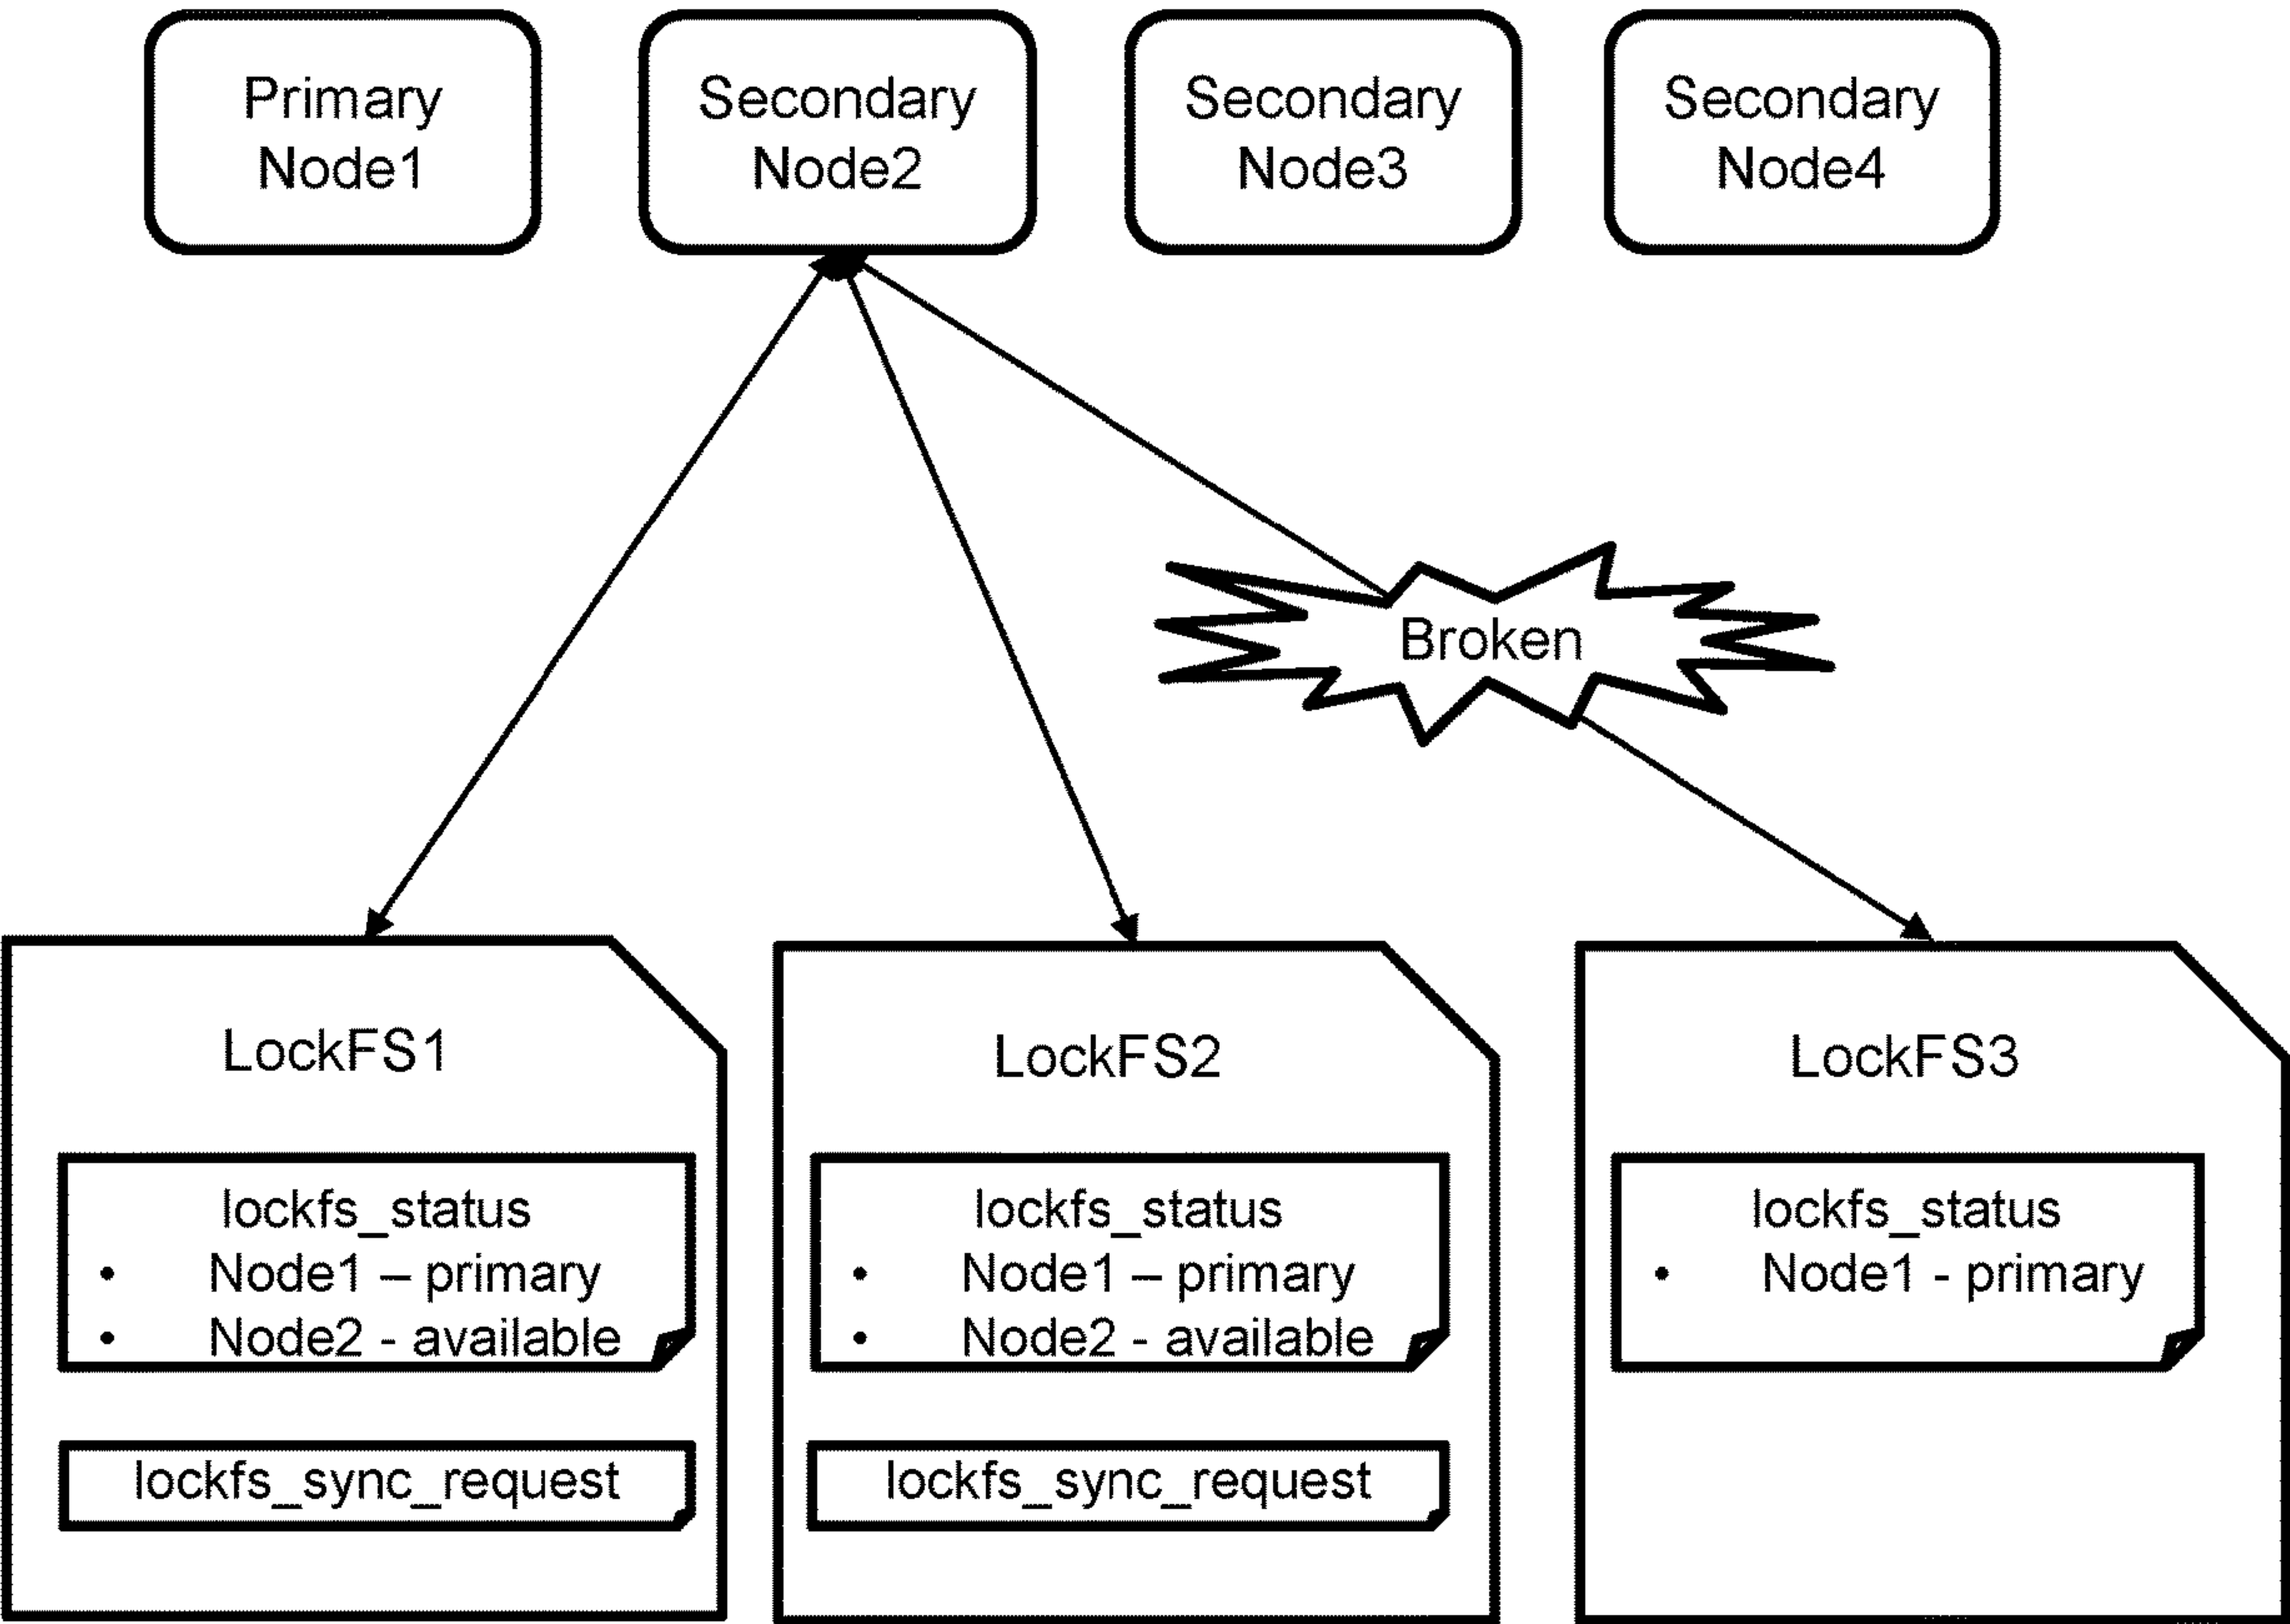 Primary
Node1
Secondary
Node2
Secondary
Node3
Secondary
Node4
Broken
LockFS1
lockfs_status
• Node1 – primary
• Node2 - available
lockfs_sync_request
LockFS2
lockfs_status
• Node1 – primary
• Node2 - available
lockfs_sync_request
LockFS3
lockfs_status
• Node1 - primary